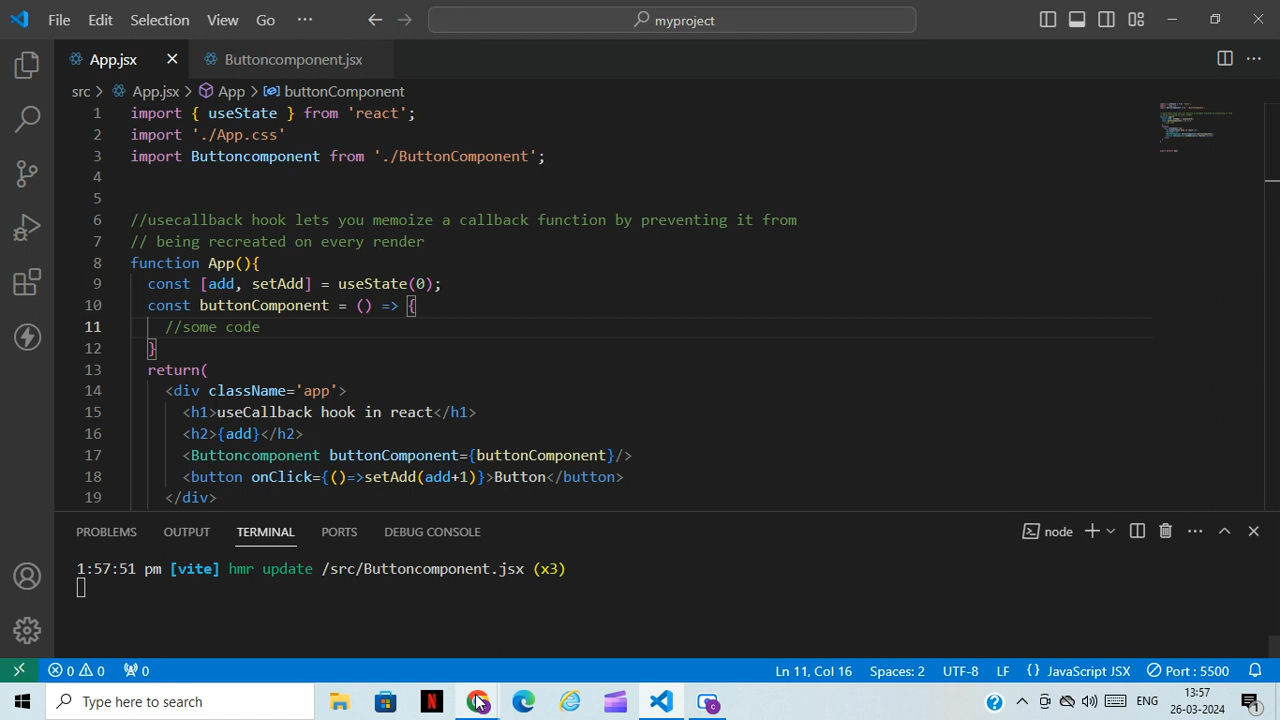 File Edit Selection View Go ··· myproject
App.jsx Buttoncomponent.jsx
src > App.jsx > App > buttonComponent
1 import { useState } from 'react';
2 import './App.css'
3 import Buttoncomponent from './ButtonComponent';
4
5
6 //usecallback hook lets you memoize a callback function by preventing it from
7 // being recreated on every render
8 function App(){
9 const [add, setAdd] = useState(0);
10 const buttonComponent = () => {
11 //some code
12 }
13 return(
14 <div className='app'>
15 <h1>useCallback hook in react</h1>
16 <h2>{add}</h2>
17 <Buttoncomponent buttonComponent={buttonComponent}/>
18 <button onClick={()=>setAdd(add+1)}>Button</button>
19 </div>
PROBLEMS OUTPUT TERMINAL PORTS DEBUG CONSOLE node
1:57:51 pm [vite] hmr update /src/Buttoncomponent.jsx (x3)
0 0 0 Ln 11, Col 16 Spaces: 2 UTF-8 LF {} JavaScript JSX Port : 5500
Type here to search ENG 13:57
26-03-2024